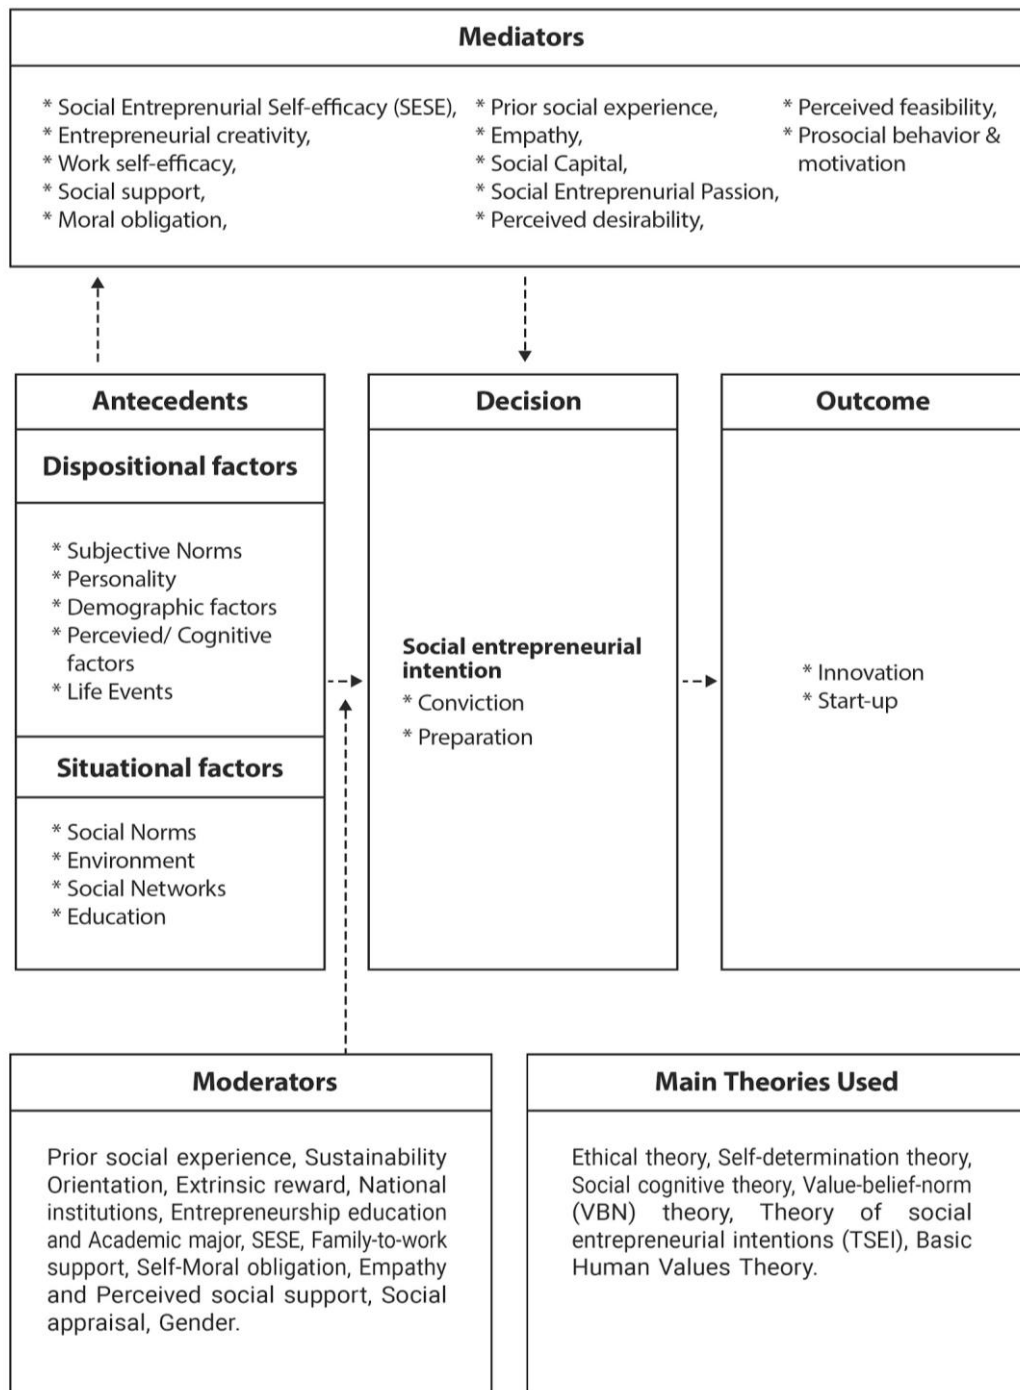 Mediators
* Social Entreprenurial Self-efficacy (SESE),
* Entrepreneurial creativity,
* Work self-efficacy,
* Social support,
* Moral obligation,
* Prior social experience,
* Empathy,
* Social Capital,
* Social Entreprenurial Passion,
* Perceived desirability,
* Perceived feasibility,
* Prosocial behavior &
motivation
Antecedents
Dispositional factors
* Subjective Norms
* Personality
* Demographic factors
* Percevied/ Cognitive
factors
* Life Events
Situational factors
* Social Norms
* Environment
* Social Networks
* Education
Decision
Social entrepreneurial
intention
* Conviction
* Preparation
Outcome
* Innovation
* Start-up
Moderators
Prior social experience, Sustainability
Orientation, Extrinsic reward, National
institutions, Entrepreneurship education
and Academic major, SESE, Family-to-work
support, Self-Moral obligation, Empathy
and Perceived social support, Social
appraisal, Gender.
Main Theories Used
Ethical theory, Self-determination theory,
Social cognitive theory, Value-belief-norm
(VBN) theory, Theory of social
entrepreneurial intentions (TSEI), Basic
Human Values Theory.